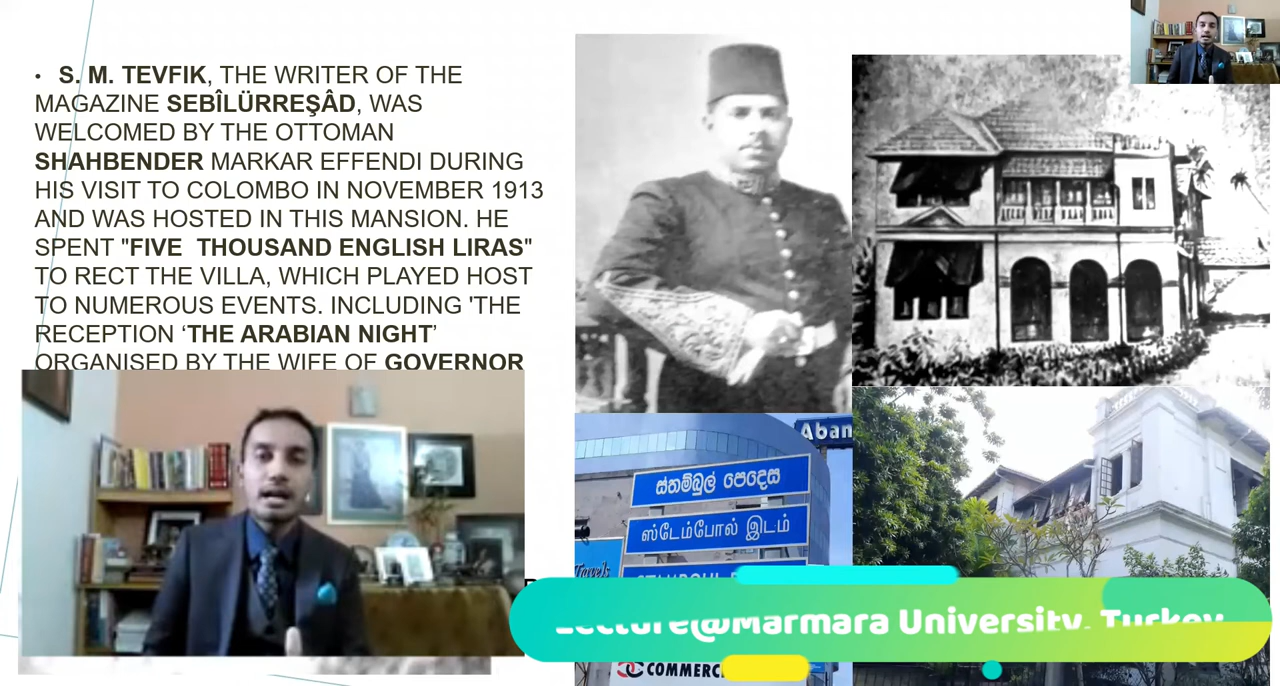 • S. M. TEVFIK, THE WRITER OF THE
MAGAZINE SEBÎLÜRREŞÂD, WAS
WELCOMED BY THE OTTOMAN
SHAHBENDER MARKAR EFFENDI DURING
HIS VISIT TO COLOMBO IN NOVEMBER 1913
AND WAS HOSTED IN THIS MANSION. HE
SPENT "FIVE THOUSAND ENGLISH LIRAS"
TO RECT THE VILLA, WHICH PLAYED HOST
TO NUMEROUS EVENTS. INCLUDING 'THE
RECEPTION ‘THE ARABIAN NIGHT’
ORGANISED BY THE WIFE OF GOVERNOR
Aban
ස්තම්බුල් පෙදෙස
ஸ்டேம்போல் இடம்
Travels
Lecture@Marmara University, Turkey
COMMERC